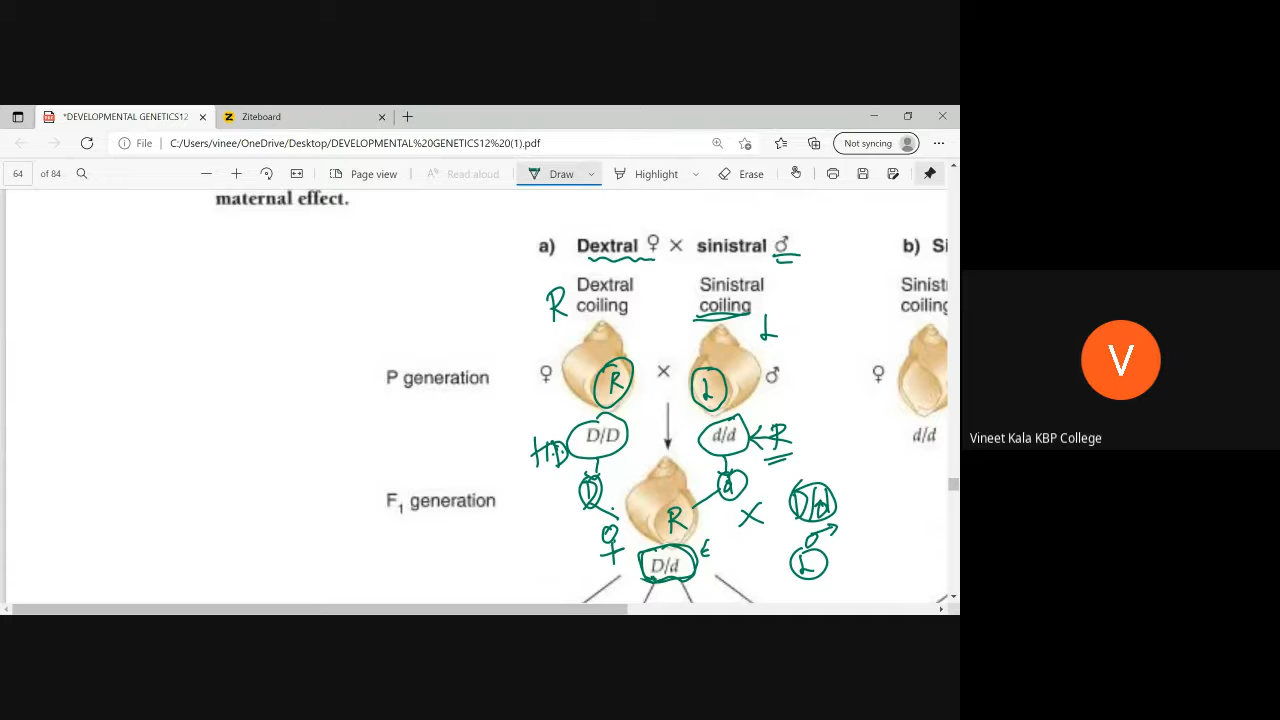 *DEVELOPMENTAL GENETICS12
Ziteboard
File
C:/Users/vinee/OneDrive/Desktop/DEVELOPMENTAL%20GENETICS12%20(1).pdf
Not syncing
64 of 84
Page view
Read aloud
Draw
Highlight
Erase
maternal effect.
a) Dextral ♀ × sinistral ♂
b) Si
R
Dextral
coiling
Sinistral
coiling
L
Sinist
coiling
P generation
♀
R
×
L
♂
♀
H.D
D/D
d/d
R
d/d
D
d
F1 generation
R
×
♀
D/d
♂
L
V
Vineet Kala KBP College